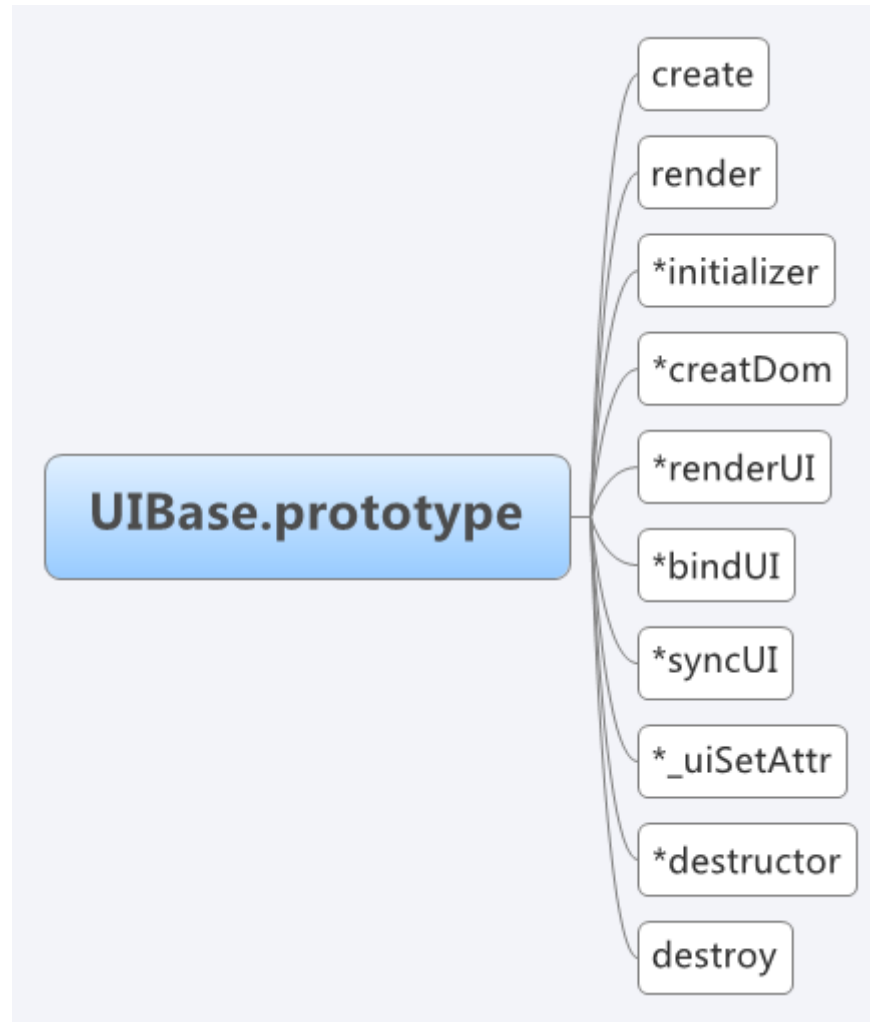 create
render
*initializer
*creatDom
*renderUI
UIBase.prototype
*bindUI
*syncUI
*_uiSetAttr
*destructor
destroy